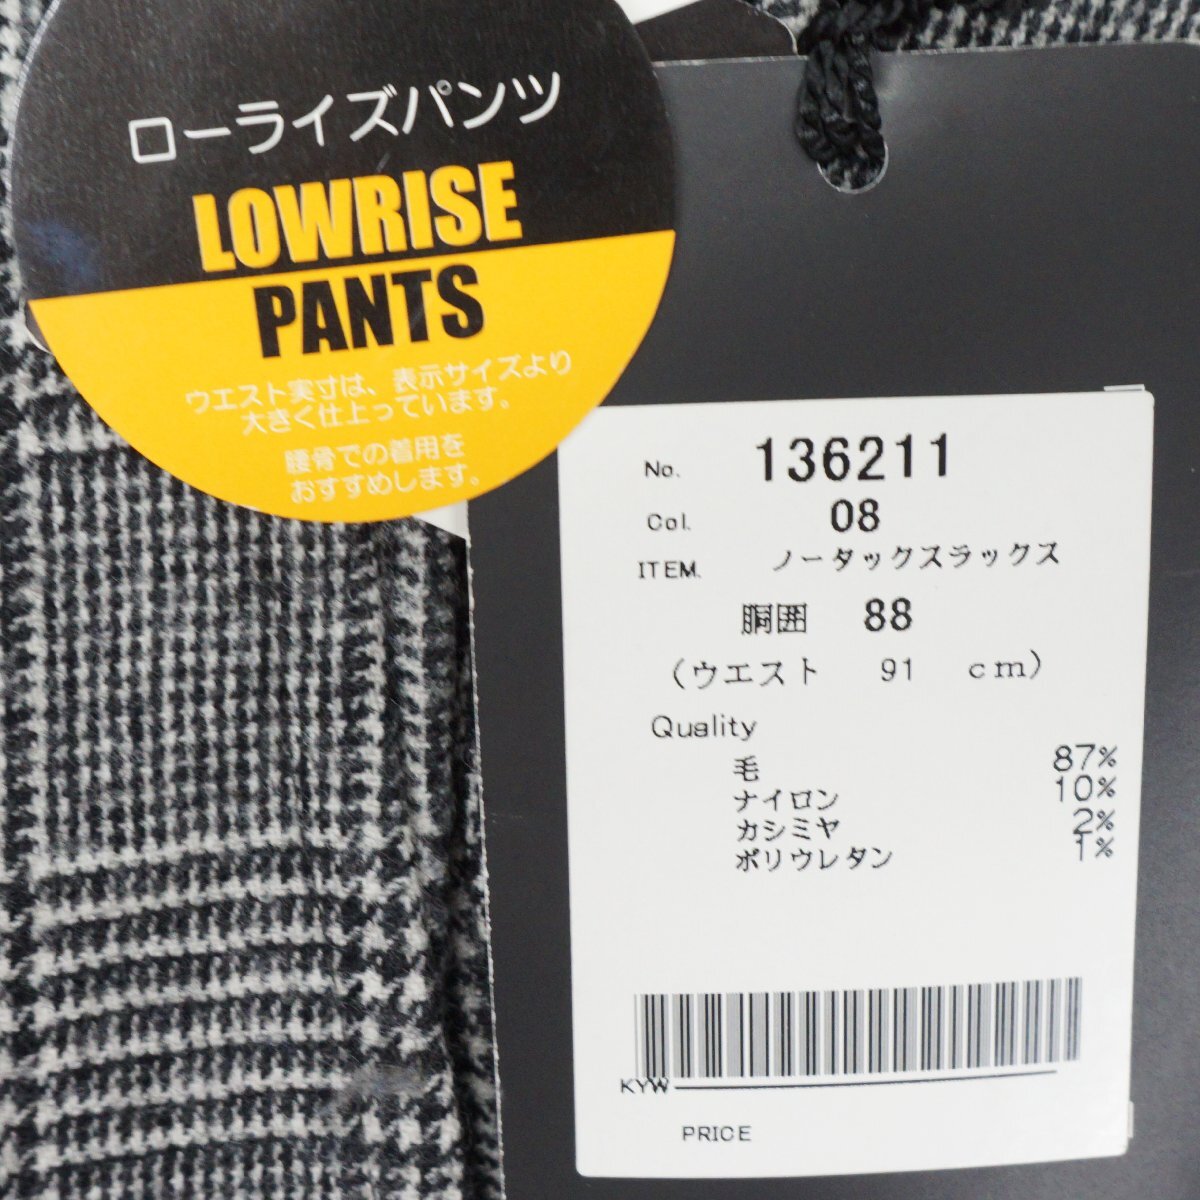 ローライズパンツ
LOWRISE
PANTS
ウエスト実寸は、表示サイズより
大きく仕上っています。
腰骨での着用を
おすすめします。
No. 136211
Col. 08
ITEM. ノータックスラックス
胴囲 88
(ウエスト 91 cm)
Quality
毛 87%
ナイロン 10%
カシミヤ 2%
ポリウレタン 1%
KYW
PRICE